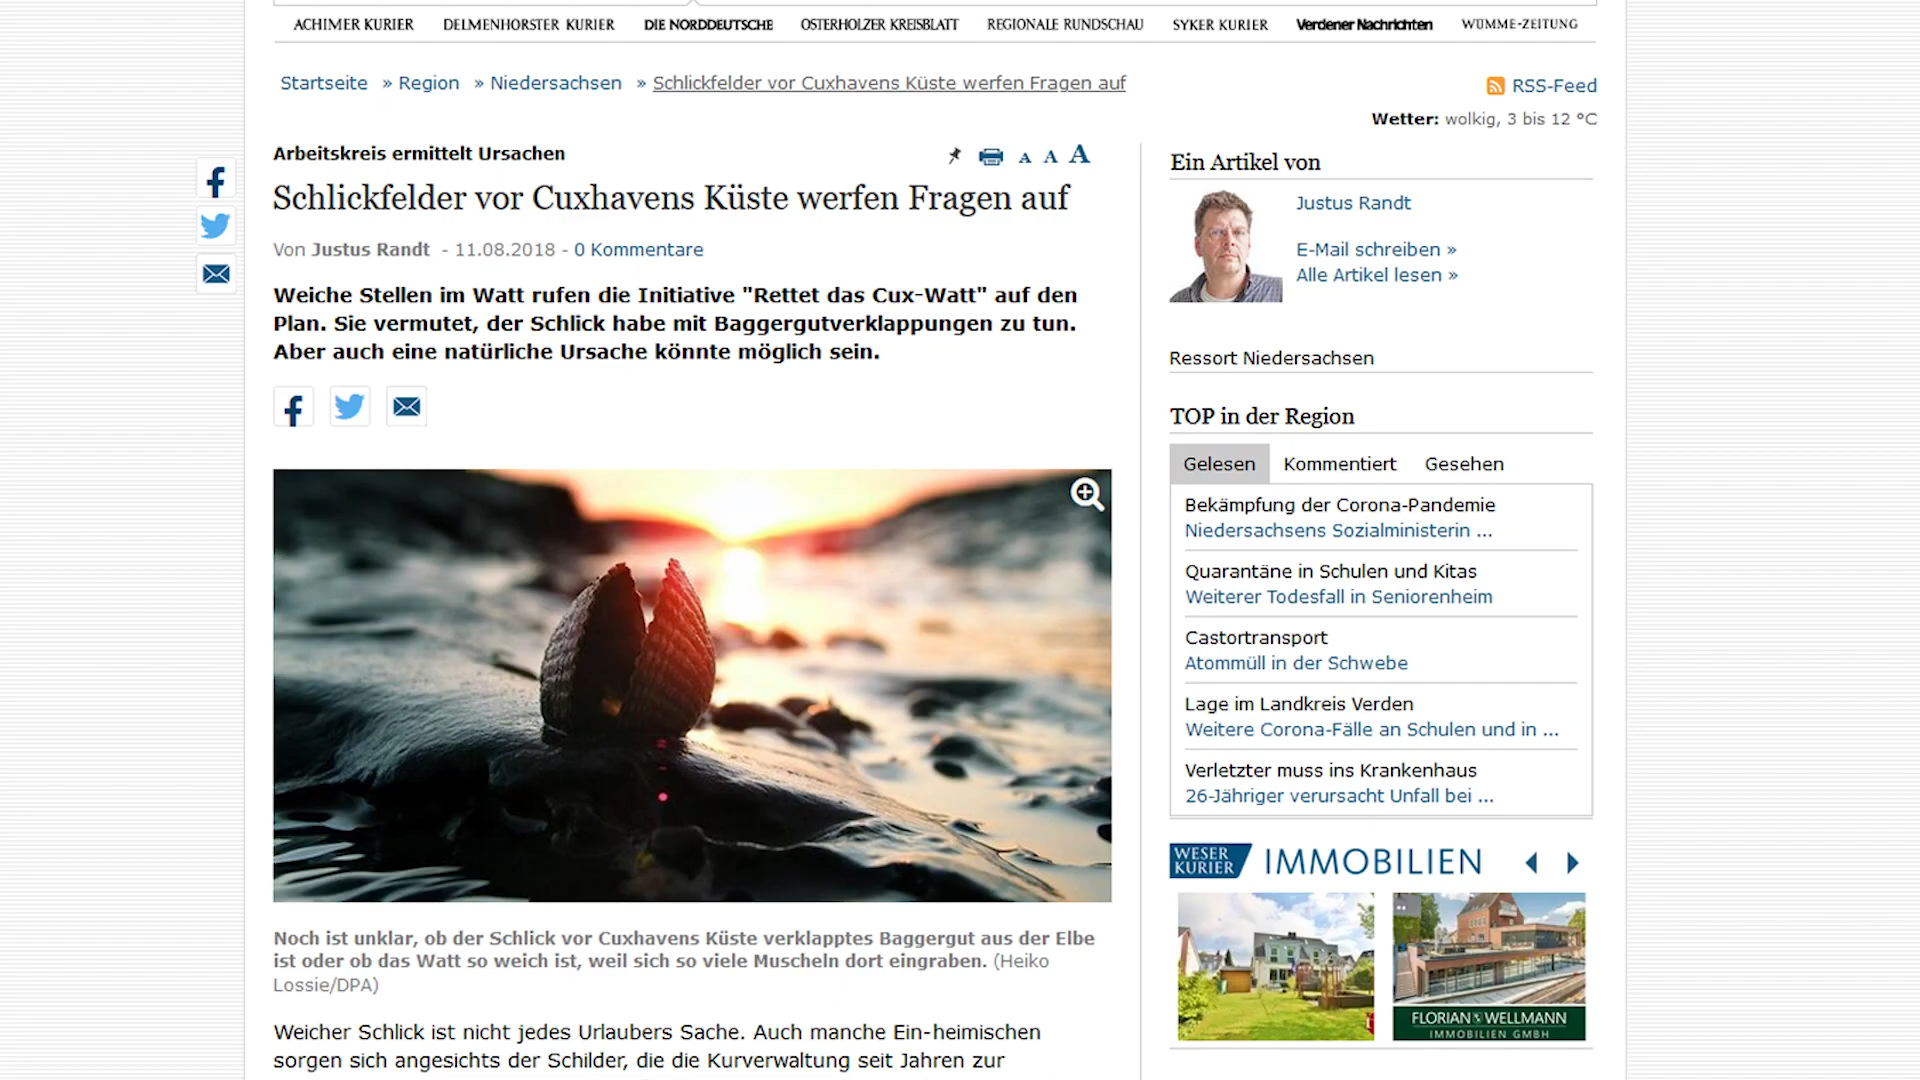 ACHIMER KURIER DELMENHORSTER KURIER DIE NORDDEUTSCHE OSTERHOLZER KREISBLATT REGIONALE RUNDSCHAU SYKER KURIER Verdener Nachrichten WÜMME-ZEITUNG
Startseite » Region » Niedersachsen » Schlickfelder vor Cuxhavens Küste werfen Fragen auf
RSS-Feed
Wetter: wolkig, 3 bis 12 °C
Arbeitskreis ermittelt Ursachen
A A A
Schlickfelder vor Cuxhavens Küste werfen Fragen auf
Von Justus Randt - 11.08.2018 - 0 Kommentare
Weiche Stellen im Watt rufen die Initiative "Rettet das Cux-Watt" auf den
Plan. Sie vermutet, der Schlick habe mit Baggergutverklappungen zu tun.
Aber auch eine natürliche Ursache könnte möglich sein.
Noch ist unklar, ob der Schlick vor Cuxhavens Küste verklapptes Baggergut aus der Elbe
ist oder ob das Watt so weich ist, weil sich so viele Muscheln dort eingraben. (Heiko
Lossie/DPA)
Weicher Schlick ist nicht jedes Urlaubers Sache. Auch manche Ein-heimischen
sorgen sich angesichts der Schilder, die die Kurverwaltung seit Jahren zur
Ein Artikel von
Justus Randt
E-Mail schreiben »
Alle Artikel lesen »
Ressort Niedersachsen
TOP in der Region
Gelesen Kommentiert Gesehen
Bekämpfung der Corona-Pandemie
Niedersachsens Sozialministerin ...
Quarantäne in Schulen und Kitas
Weiterer Todesfall in Seniorenheim
Castortransport
Atommüll in der Schwebe
Lage im Landkreis Verden
Weitere Corona-Fälle an Schulen und in ...
Verletzter muss ins Krankenhaus
26-Jähriger verursacht Unfall bei ...
WESER
KURIER
IMMOBILIEN
FLORIAN WELLMANN
IMMOBILIEN GMBH